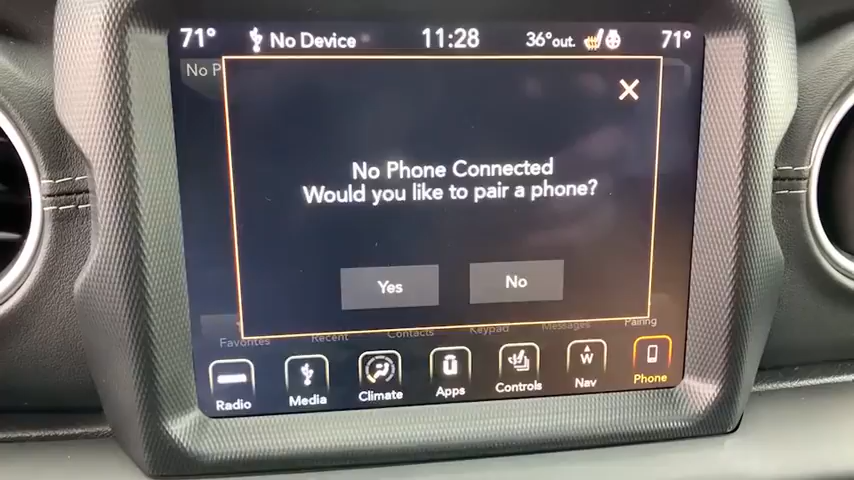 71° No Device 11:28 36°out. 71°
No P
No Phone Connected
Would you like to pair a phone?
Yes No
Favorites Recent Contacts Keypad Messages Pairing
Radio Media Climate Apps Controls W Nav Phone